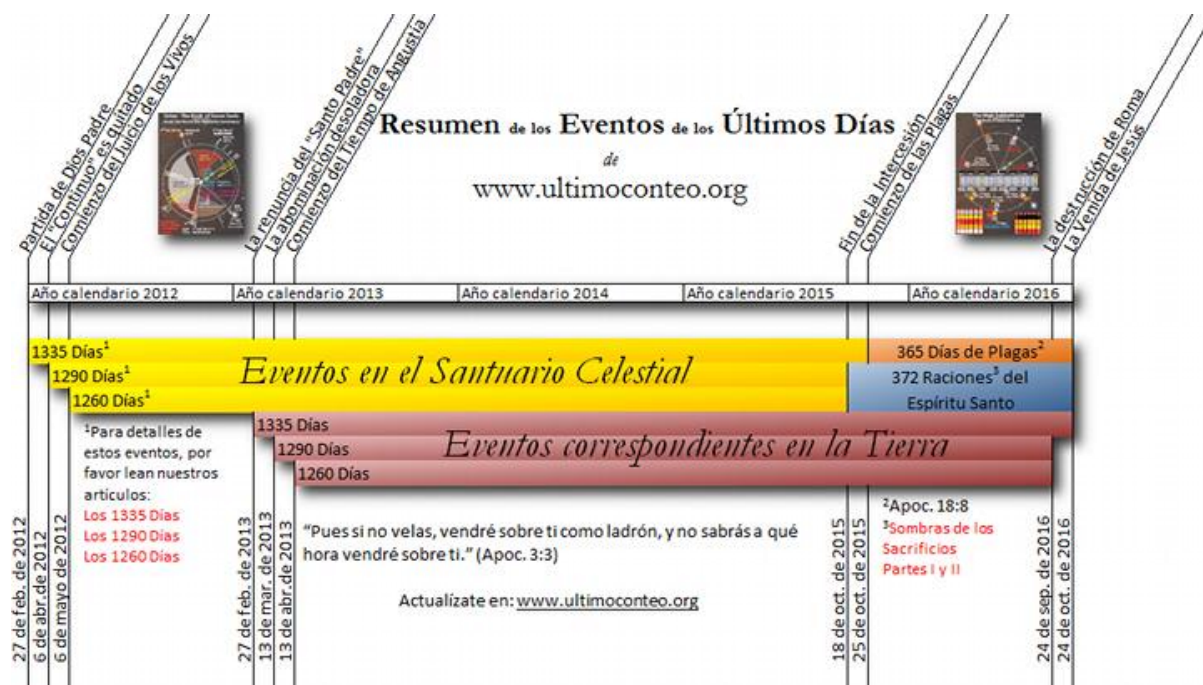 Partida de Dios Padre
El "Continuo" es quitado
Comienzo del Juicio de los Vivos
La renuncia del "Santo Padre"
La abominación desoladora
Comienzo del Tiempo de Angustia
Resumen de los Eventos de los Últimos Días
de
www.ultimoconteo.org
Fin de la Intercesión
Comienzo de las Plagas
La destrucción de Roma
La Venida de Jesús
Año calendario 2012
Año calendario 2013
Año calendario 2014
Año calendario 2015
Año calendario 2016
1335 Días¹
1290 Días¹
1260 Días¹
Eventos en el Santuario Celestial
365 Días de Plagas²
372 Raciones³ del
Espíritu Santo
1335 Días
1290 Días
1260 Días
Eventos correspondientes en la Tierra
¹Para detalles de
estos eventos, por
favor lean nuestros
artículos:
Los 1335 Días
Los 1290 Días
Los 1260 Días
"Pues si no velas, vendré sobre ti como ladrón, y no sabrás a qué
hora vendré sobre ti." (Apoc. 3:3)
Actualízate en: www.ultimoconteo.org
²Apoc. 18:8
³Sombras de los
Sacrificios
Partes I y II
27 de feb. de 2012
6 de abr. de 2012
6 de mayo de 2012
27 de feb. de 2013
13 de mar. de 2013
13 de abr. de 2013
18 de oct. de 2015
25 de oct. de 2015
24 de sep. de 2016
24 de oct. de 2016